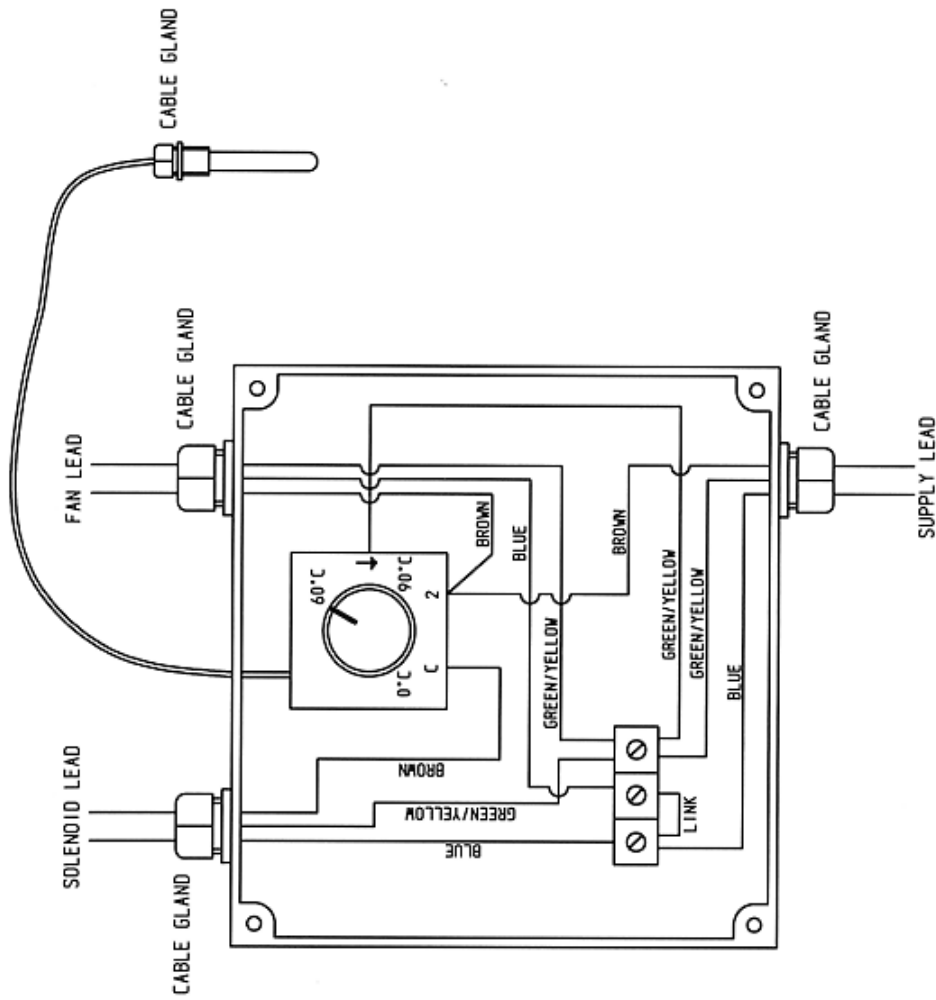 CABLE GLAND
CABLE GLAND
FAN LEAD
SOLENOID LEAD
CABLE GLAND
60°C
90°C
0°C
C
2
BROWN
BLUE
BROWN
GREEN/YELLOW
GREEN/YELLOW
GREEN/YELLOW
BLUE
BROWN
GREEN/YELLOW
BLUE
LINK
CABLE GLAND
SUPPLY LEAD